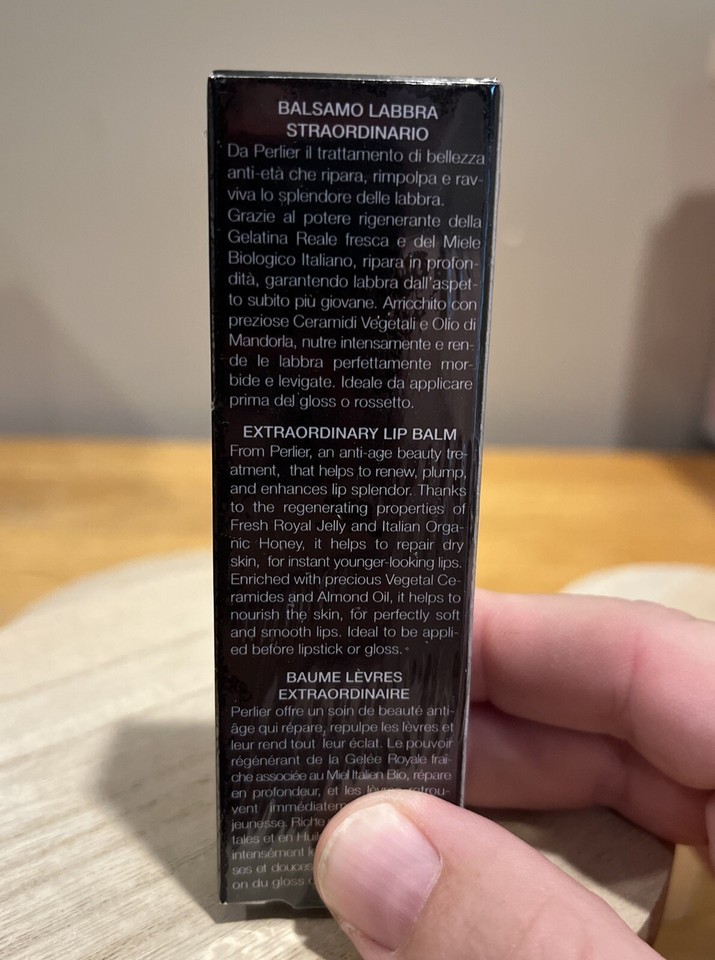 BALSAMO LABBRA
STRAORDINARIO
Da Perlier il trattamento di bellezza
anti-età che ripara, rimpolpa e rav-
viva lo splendore delle labbra.
Grazie al potere rigenerante della
Gelatina Reale fresca e del Miele
Biologico Italiano, ripara in profon-
dità, garantendo labbra dall'aspet-
to subito più giovane. Arricchito con
preziose Ceramidi Vegetali e Olio di
Mandorla, nutre intensamente e ren-
de le labbra perfettamente mor-
bide e levigate. Ideale da applicare
prima del gloss o rossetto.
EXTRAORDINARY LIP BALM
From Perlier, an anti-age beauty tre-
atment, that helps to renew, plump,
and enhances lip splendor. Thanks
to the regenerating properties of
Fresh Royal Jelly and Italian Orga-
nic Honey, it helps to repair dry
skin, for instant younger-looking lips.
Enriched with precious Vegetal Ce-
ramides and Almond Oil, it helps to
nourish the skin, for perfectly soft
and smooth lips. Ideal to be appli-
ed before lipstick or gloss.
BAUME LÈVRES
EXTRAORDINAIRE
Perlier offre un soin de beauté anti-
âge qui répare, repulpe les lèvres et
leur rend tout leur éclat. Le pouvoir
régénérant de la Gelée Royale fraî-
che associée au Miel Italien Bio, répare
en profondeur, et les lèvres retrou-
vent immédiatem
jeunesse. Riche
tales et en Huil
intensément
ses et douces
on du gloss